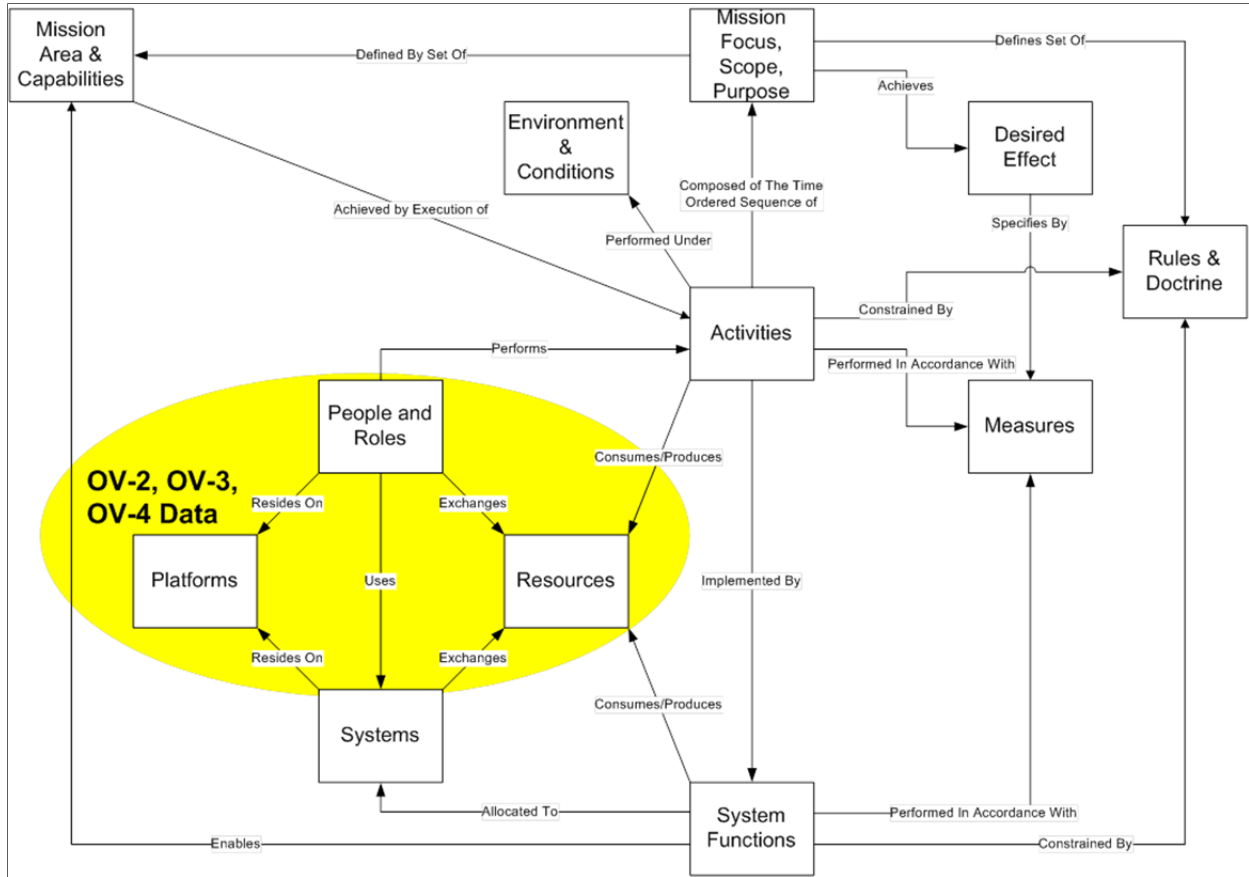 Mission
Area &
Capabilities
Defined By Set Of
Mission
Focus,
Scope,
Purpose
Defines Set Of
Achieves
Environment
&
Conditions
Desired
Effect
Composed of The Time
Ordered Sequence of
Achieved by Execution of
Performed Under
Specifies By
Rules &
Doctrine
Activities
Constrained By
Performs
Performed In Accordance With
People and
Roles
Measures
Consumes/Produces
OV-2, OV-3,
OV-4 Data
Resides On
Exchanges
Platforms
Uses
Resources
Implemented By
Resides On
Exchanges
Consumes/Produces
Systems
Allocated To
System
Functions
Performed In Accordance With
Enables
Constrained By